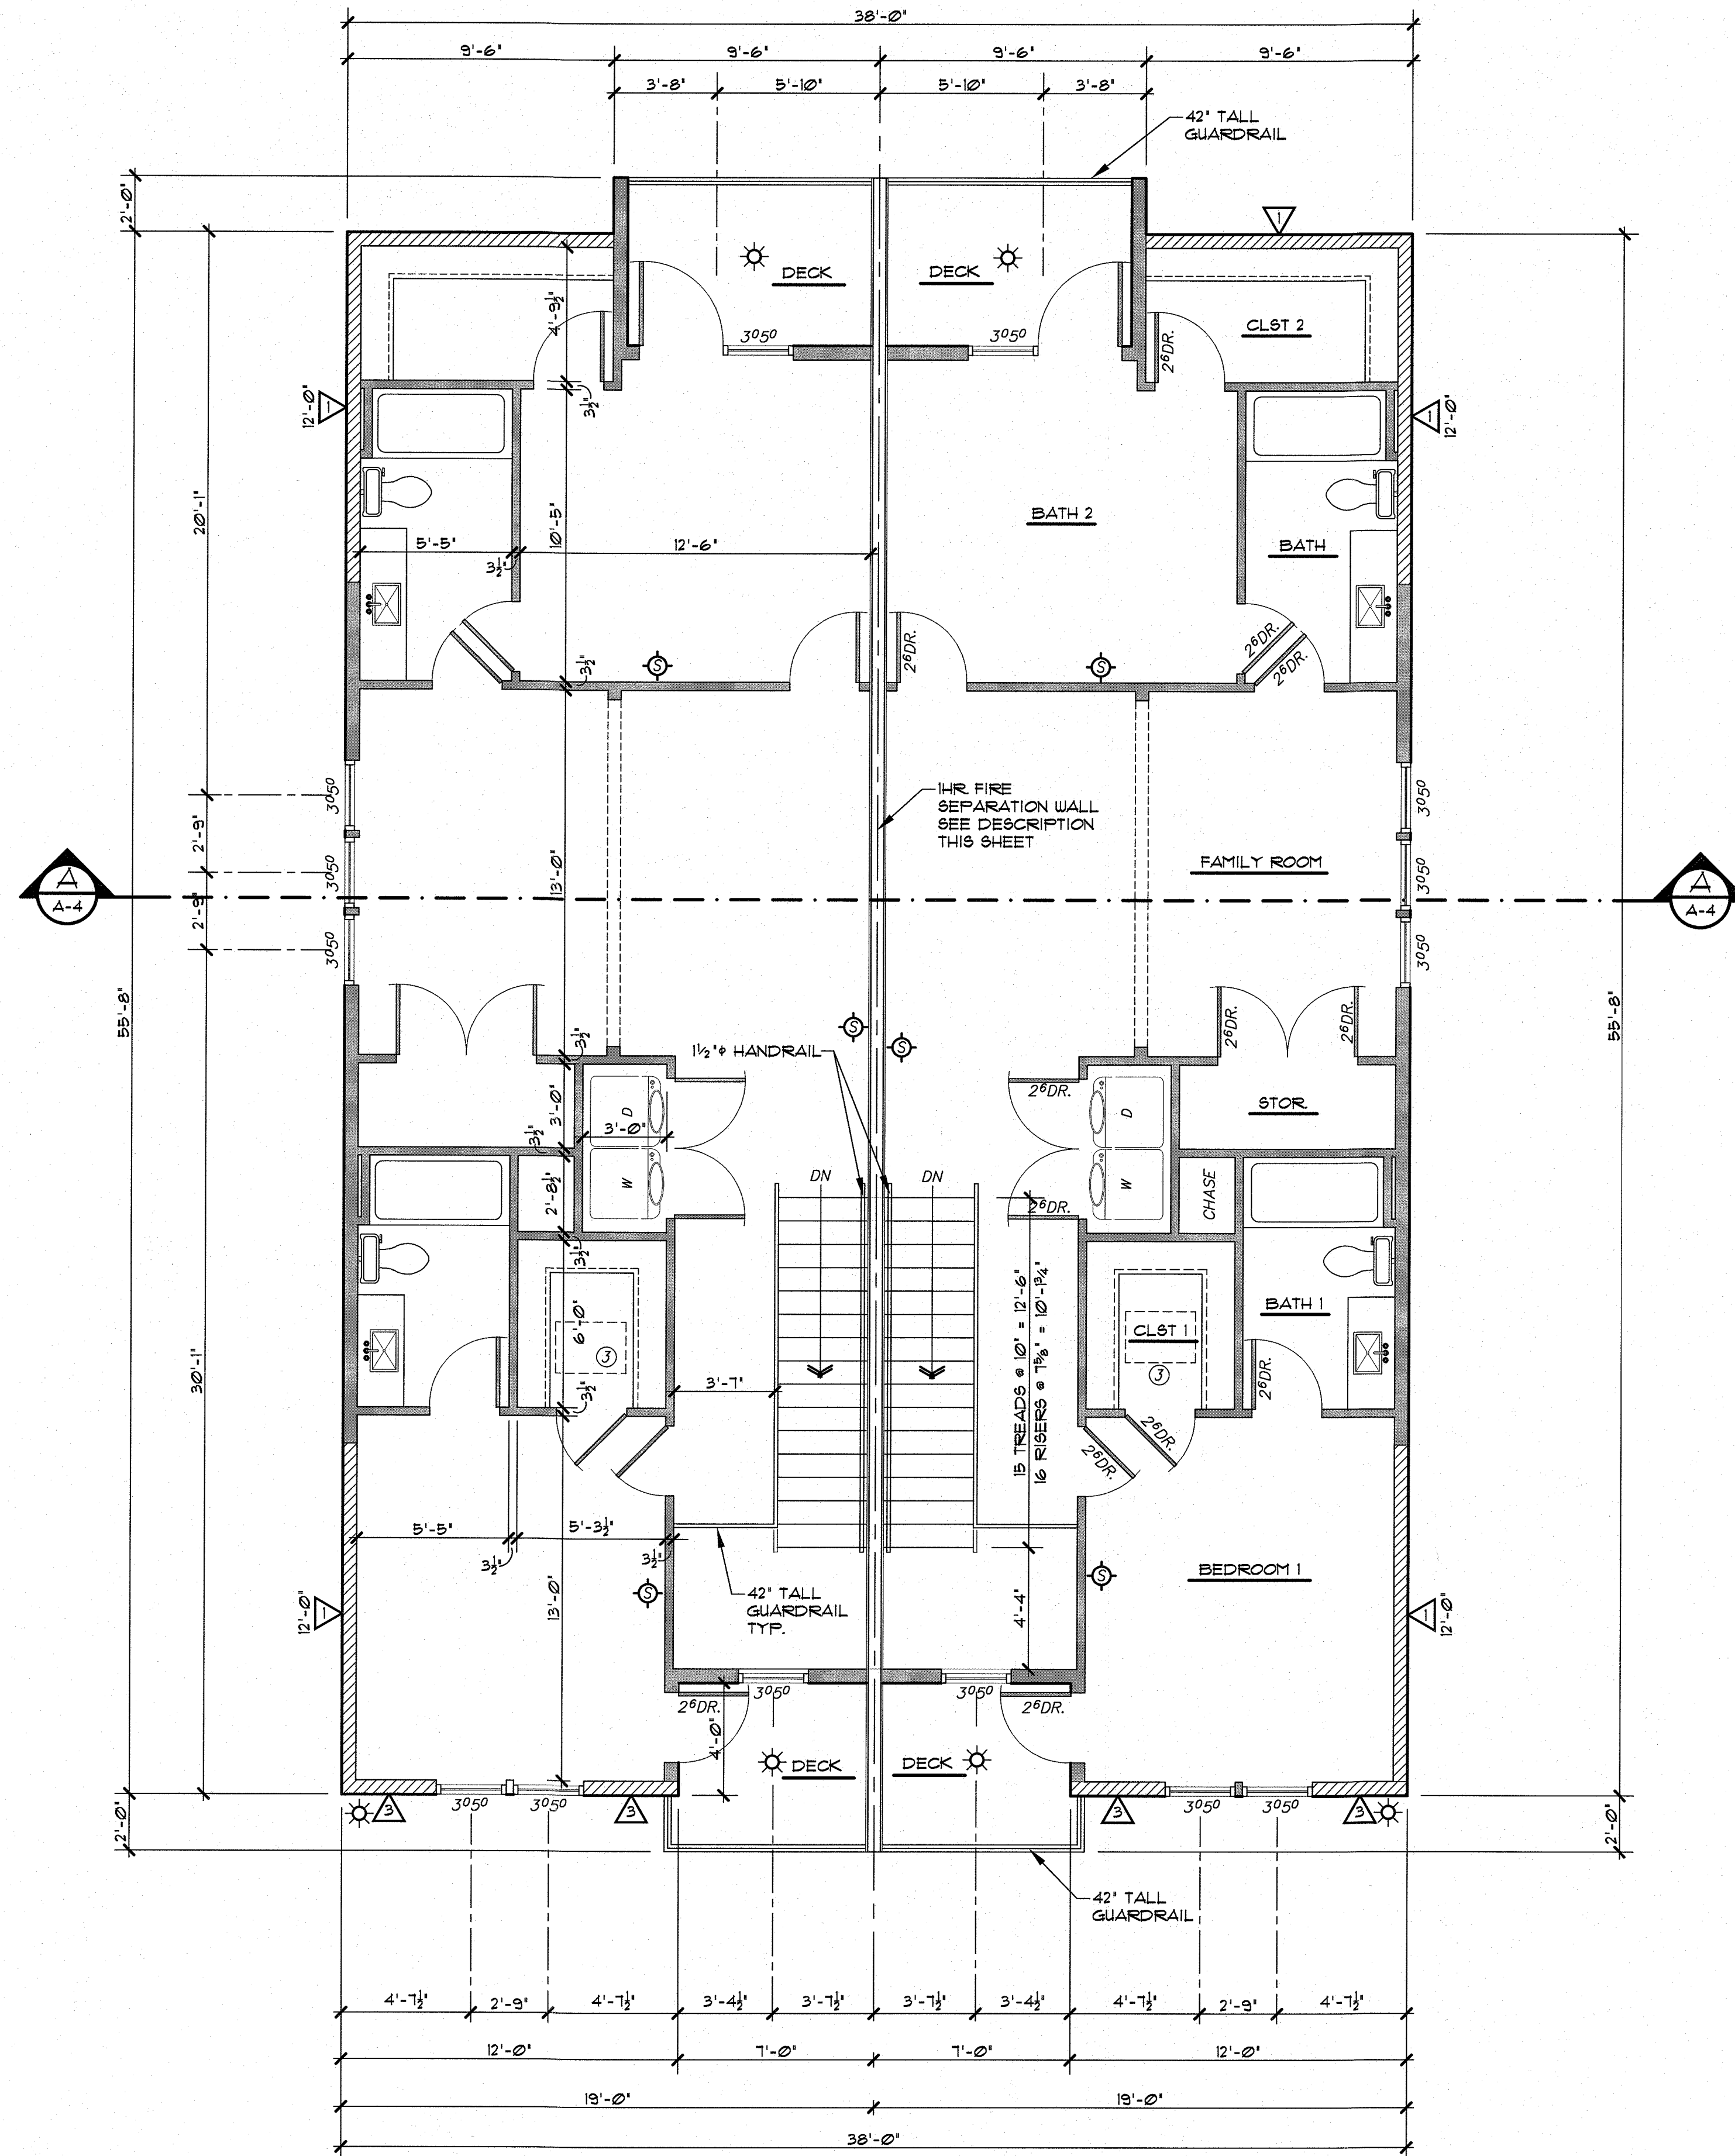 38'-0"
9'-6" 9'-6" 9'-6" 9'-6"
3'-8" 5'-10" 5'-10" 3'-8"
42" TALL
GUARDRAIL
2'-0"
1
DECK DECK
3⁰5⁰ 3⁰5⁰
4'-9½"
2⁶DR.
CLST 2
3½"
12'-0" 1
1 12'-0"
20'-1"
10'-5"
BATH 2
BATH
5'-5" 12'-6"
3½"
2⁶DR.
2⁶DR.
2⁶DR.
3½"
S S
1HR FIRE
SEPARATION WALL
SEE DESCRIPTION
THIS SHEET
3⁰5⁰ 3⁰5⁰
2'-9"
FAMILY ROOM
3⁰5⁰ 3⁰5⁰
A A
A-4 A-4
2'-9"
13'-0"
3⁰5⁰ 3⁰5⁰
55'-8" 55'-8"
2⁶DR. 2⁶DR.
S S
1½"φ HANDRAIL
3½"
2⁶DR.
D D
STOR.
3'-0"
3'-0"
3½"
W W
DN DN
CHASE
2'-8½"
2⁶DR.
3½"
15 TREADS @ 10" = 12'-6"
16 RISERS @ 7⅝" = 10'-1¾"
BATH 1
6'-0"
CLST 1
3 3
30'-1"
3'-7"
3½"
2⁶DR.
2⁶DR.
2⁶DR.
5'-5" 5'-3½"
3½" 3½"
S S
BEDROOM 1
42" TALL
GUARDRAIL
TYP.
13'-0"
4'-4"
12'-0" 1
1 12'-0"
2⁶DR. 3⁰5⁰ 3⁰5⁰ 2⁶DR.
4'-0"
DECK DECK
3 3⁰5⁰ 3⁰5⁰ 3
3 3⁰5⁰ 3⁰5⁰ 3
2'-0" 2'-0"
42" TALL
GUARDRAIL
4'-7½" 2'-9" 4'-7½" 3'-4½" 3'-7½" 3'-7½" 3'-4½" 4'-7½" 2'-9" 4'-7½"
12'-0" 7'-0" 7'-0" 12'-0"
19'-0" 19'-0"
38'-0"